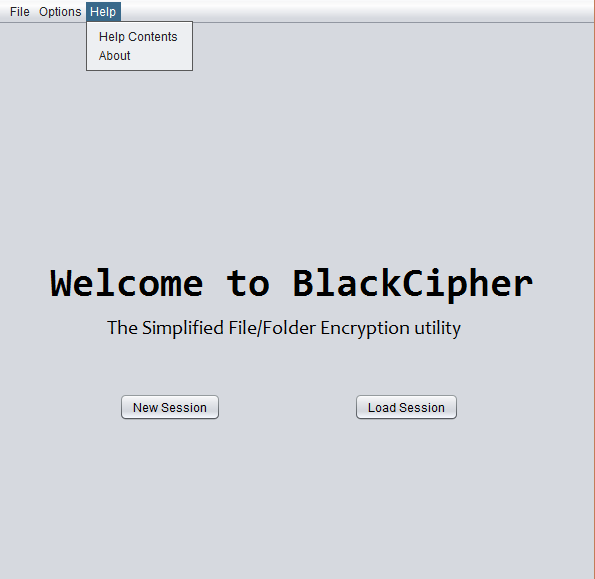 File Options Help
Help Contents
About
Welcome to BlackCipher
The Simplified File/Folder Encryption utility
New Session Load Session